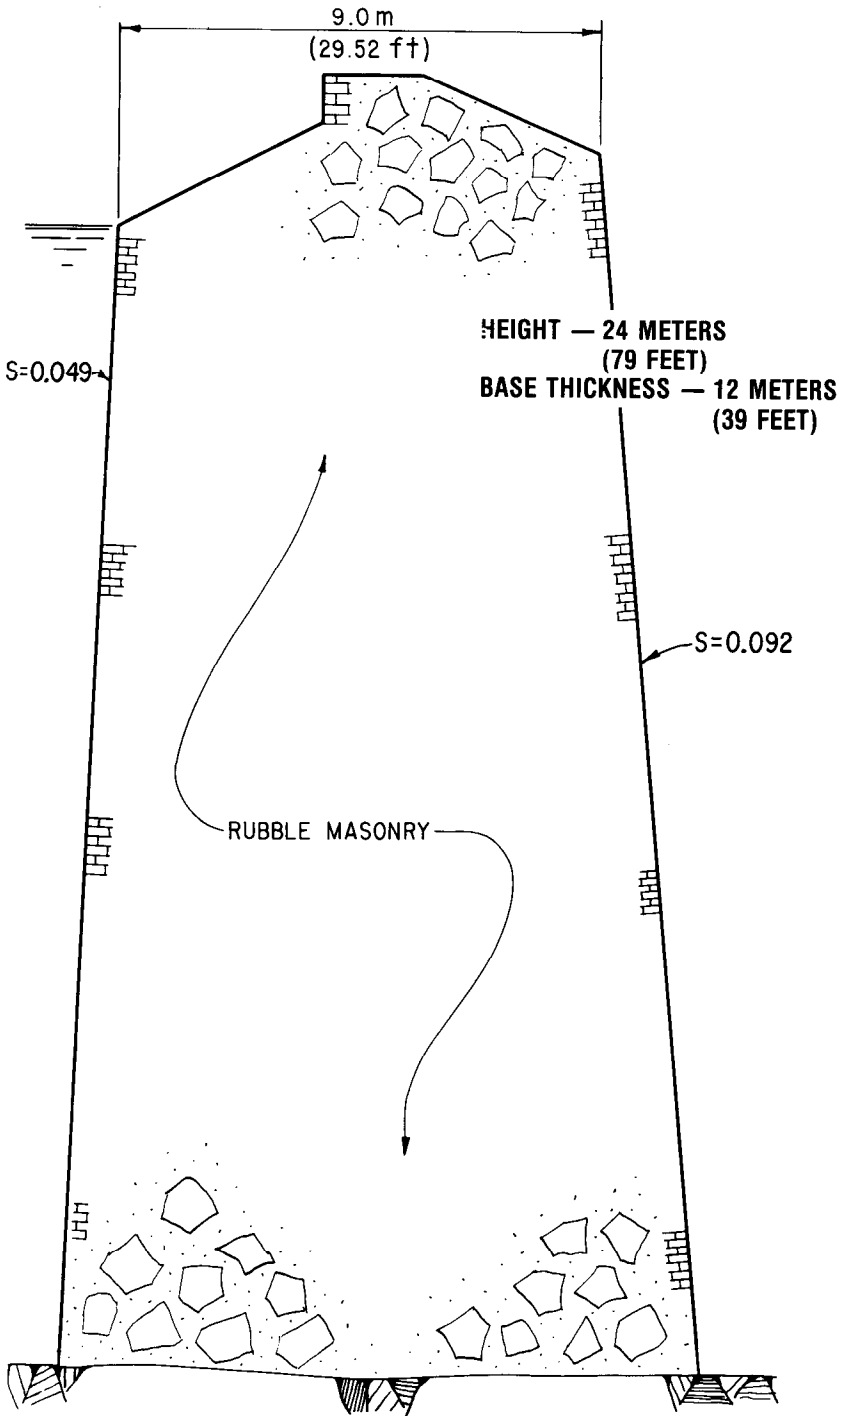 9.0 m
(29.52 ft)
HEIGHT — 24 METERS
(79 FEET)
S=0.049
BASE THICKNESS — 12 METERS
(39 FEET)
S=0.092
RUBBLE MASONRY